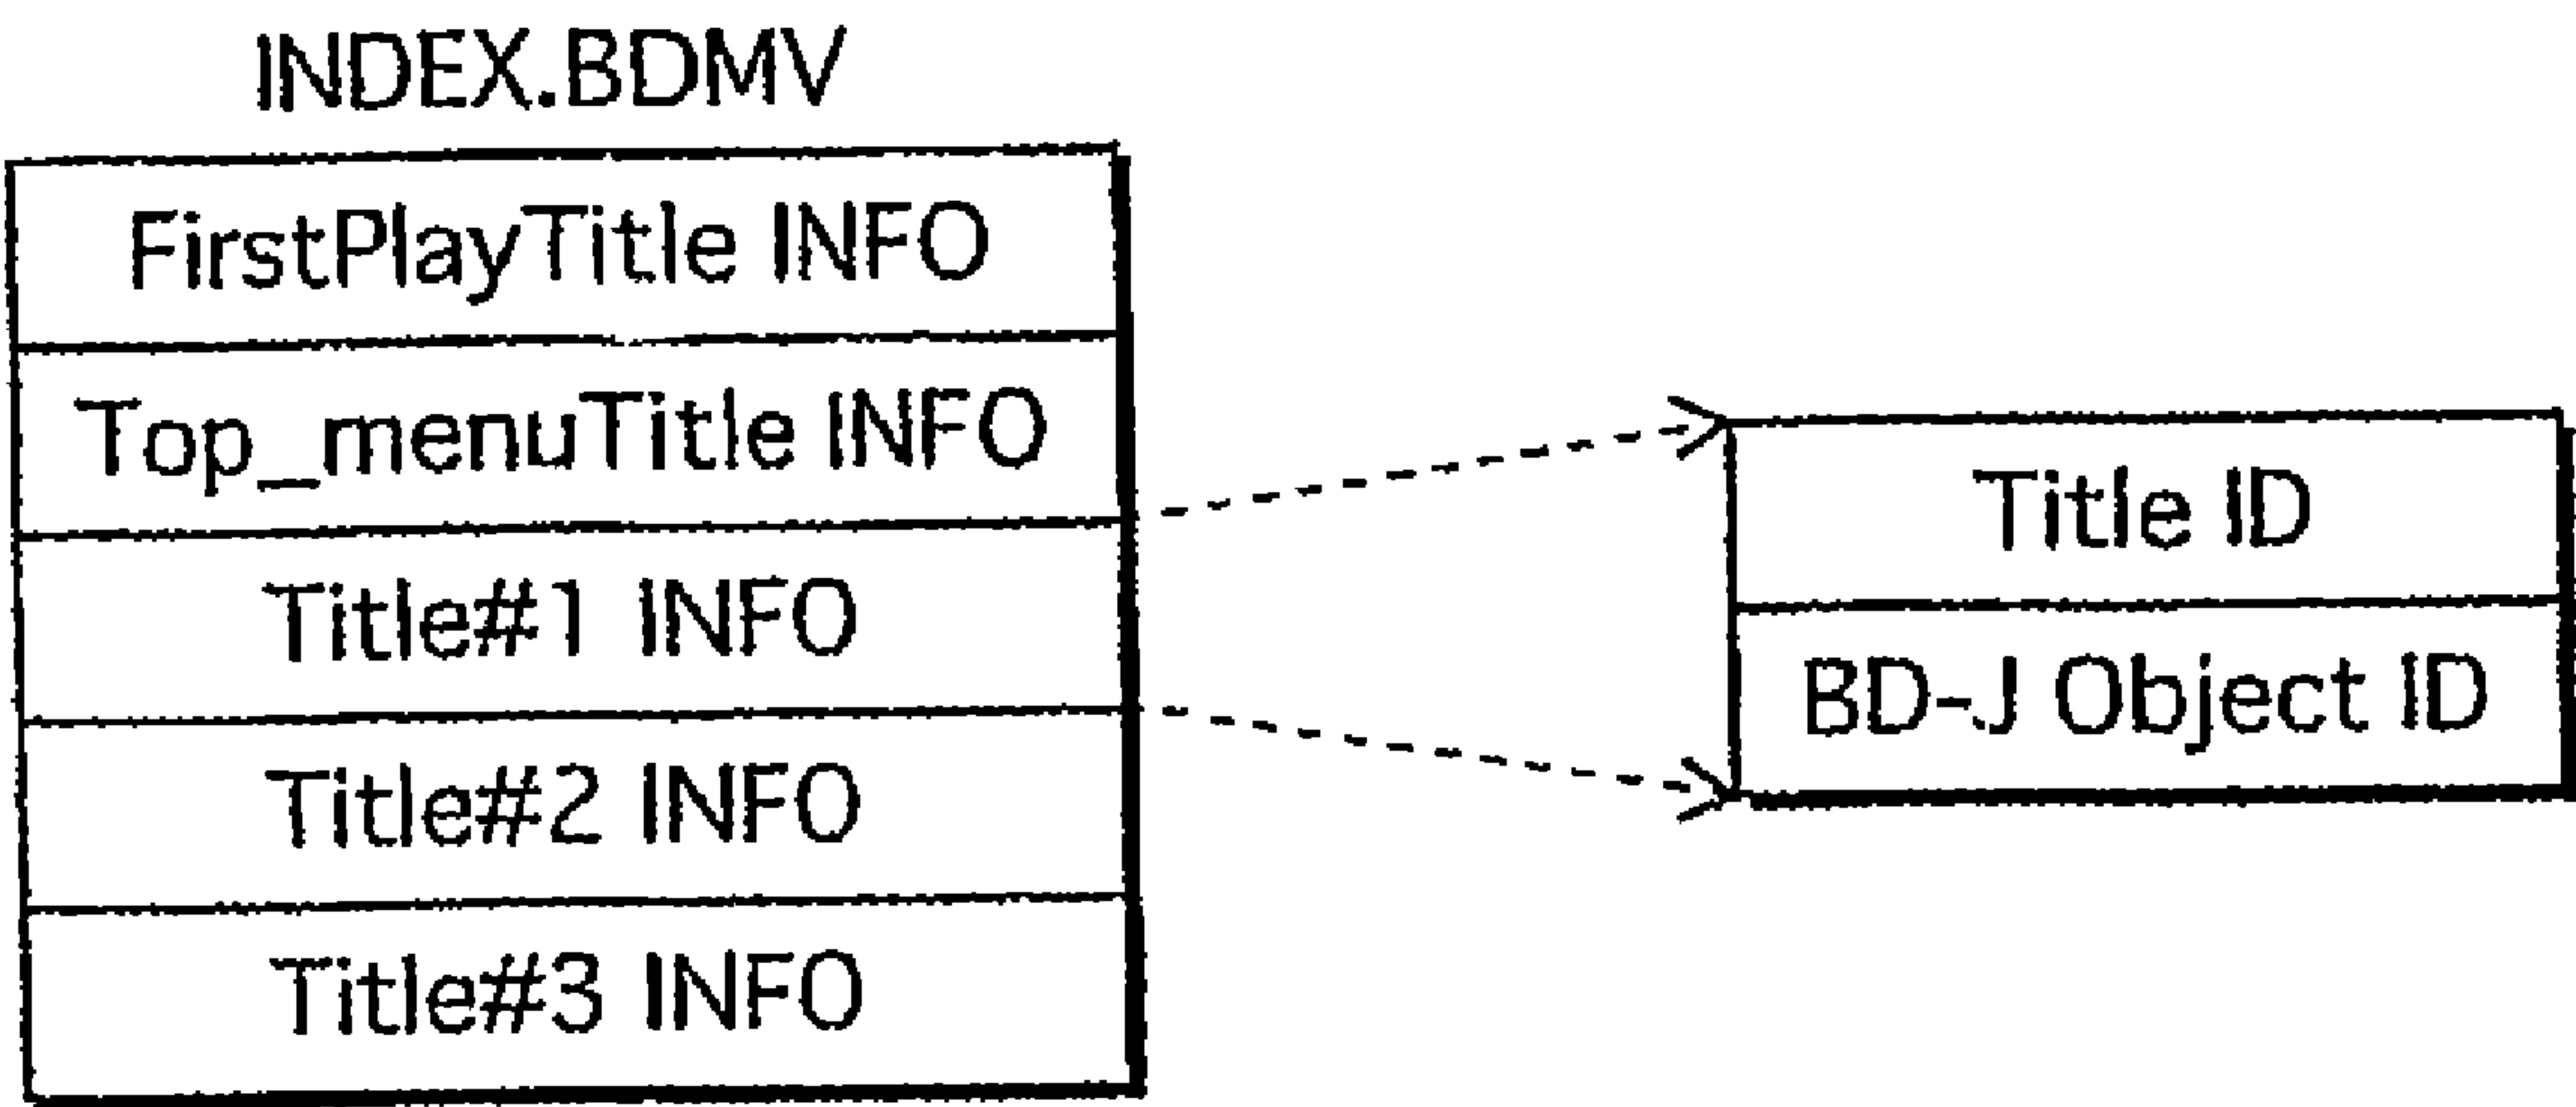 INDEX.BDMV
FirstPlayTitle INFO
Top_menuTitle INFO
Title#1 INFO
Title#2 INFO
Title#3 INFO
Title ID
BD-J Object ID